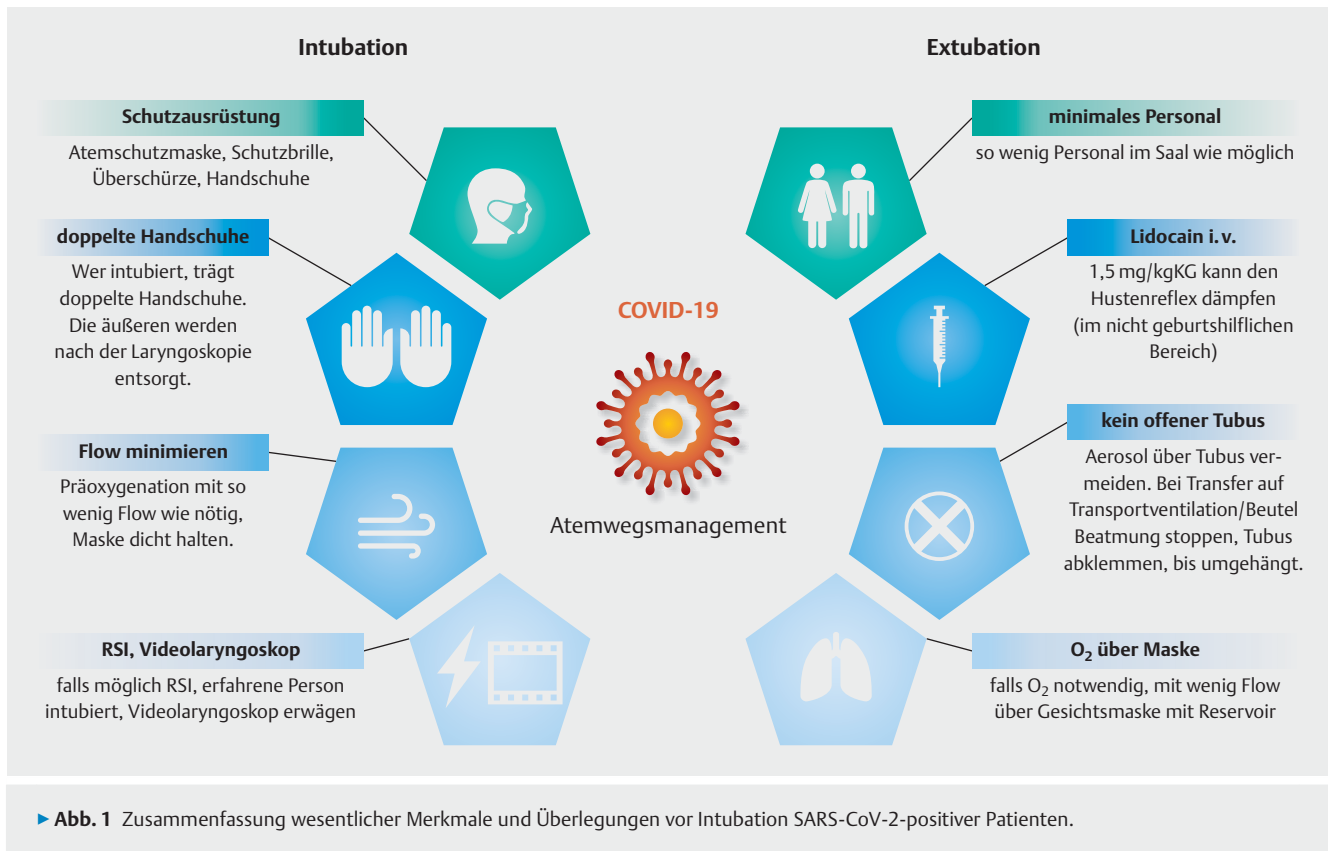 Intubation
Schutzausrüstung
Atemschutzmaske, Schutzbrille,
Überschürze, Handschuhe
doppelte Handschuhe
Wer intubiert, trägt
doppelte Handschuhe.
Die äußeren werden
nach der Laryngoskopie
entsorgt.
Flow minimieren
Präoxygenation mit so
wenig Flow wie nötig,
Maske dicht halten.
RSI, Videolaryngoskop
falls möglich RSI, erfahrene Person
intubiert, Videolaryngoskop erwägen
COVID-19
Atemwegsmanagement
Extubation
minimales Personal
so wenig Personal im Saal wie möglich
Lidocain i. v.
1,5 mg/kgKG kann den
Hustenreflex dämpfen
(im nicht geburtshilflichen
Bereich)
kein offener Tubus
Aerosol über Tubus ver-
meiden. Bei Transfer auf
Transportventilation/Beutel
Beatmung stoppen, Tubus
abklemmen, bis umgehängt.
O₂ über Maske
falls O₂ notwendig, mit wenig Flow
über Gesichtsmaske mit Reservoir
▶ Abb. 1 Zusammenfassung wesentlicher Merkmale und Überlegungen vor Intubation SARS-CoV-2-positiver Patienten.